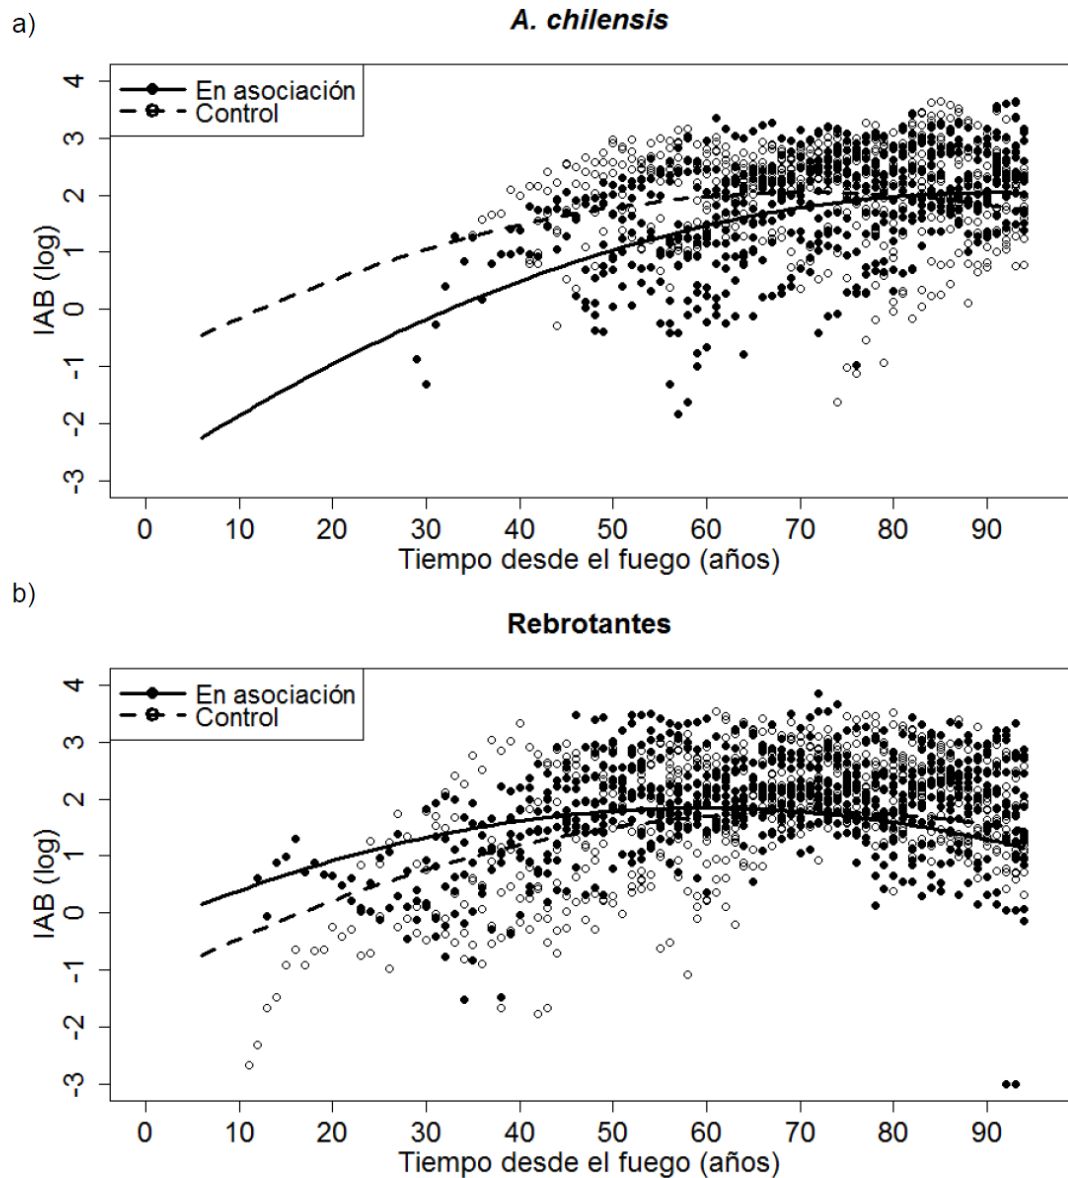 a)
A. chilensis
En asociación
Control
IAB (log)
4
3
2
1
0
-1
-2
-3
0 10 20 30 40 50 60 70 80 90
Tiempo desde el fuego (años)
b)
Rebrotantes
En asociación
Control
IAB (log)
4
3
2
1
0
-1
-2
-3
0 10 20 30 40 50 60 70 80 90
Tiempo desde el fuego (años)